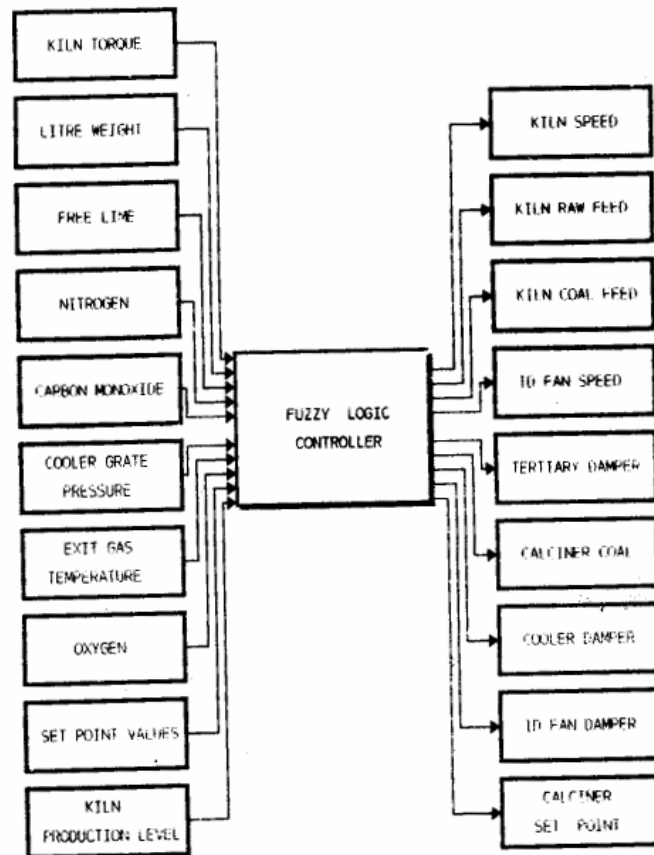 KILN TORQUE
LITRE WEIGHT
FREE LIME
NITROGEN
CARBON MONOXIDE
COOLER GRATE
PRESSURE
EXIT GAS
TEMPERATURE
OXYGEN
SET POINT VALUES
KILN
PRODUCTION LEVEL
FUZZY LOGIC
CONTROLLER
KILN SPEED
KILN RAW FEED
KILN COAL FEED
ID FAN SPEED
TERTIARY DAMPER
CALCINER COAL
COOLER DAMPER
ID FAN DAMPER
CALCINER
SET POINT